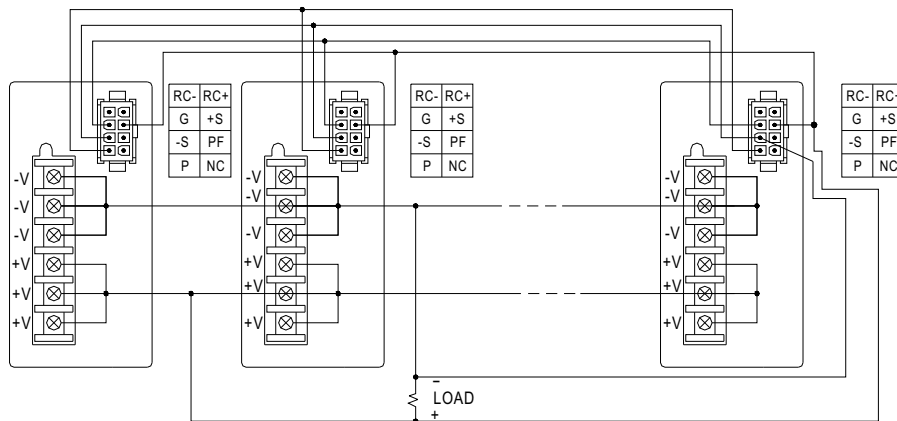 RC- RC+
G +S
-S PF
P NC
RC- RC+
G +S
-S PF
P NC
RC- RC+
G +S
-S PF
P NC
-V
-V
-V
+V
+V
+V
-V
-V
-V
+V
+V
+V
-V
-V
-V
+V
+V
+V
-
LOAD
+